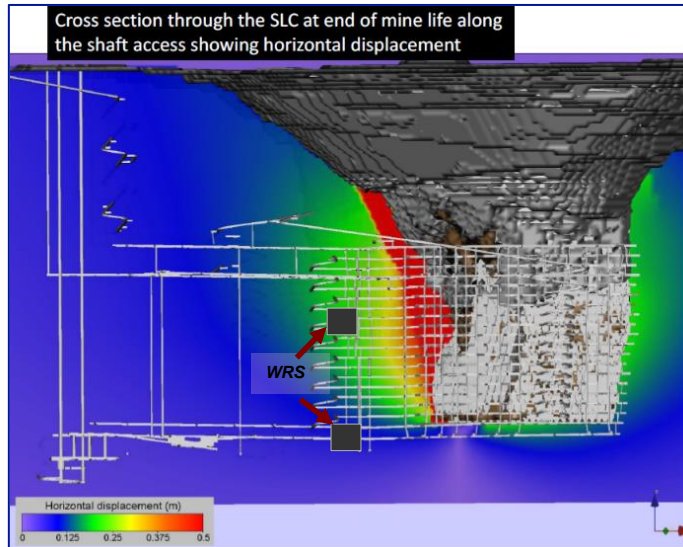 Cross section through the SLC at end of mine life along
the shaft access showing horizontal displacement
WRS
Horizontal displacement (m)
0 0.125 0.25 0.375 0.5